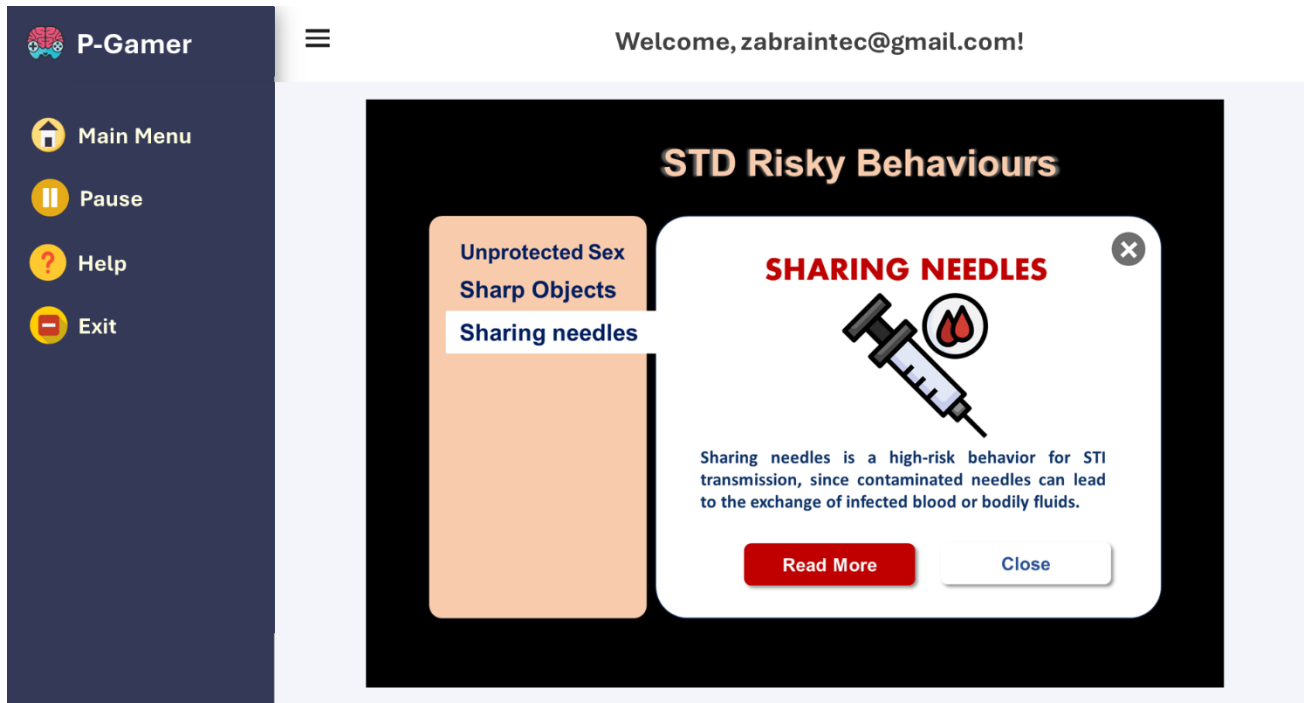 P-Gamer
Welcome, zabraintec@gmail.com!
Main Menu
Pause
Help
Exit
STD Risky Behaviours
Unprotected Sex
Sharp Objects
Sharing needles
SHARING NEEDLES
Sharing needles is a high-risk behavior for STI
transmission, since contaminated needles can lead
to the exchange of infected blood or bodily fluids.
Read More
Close